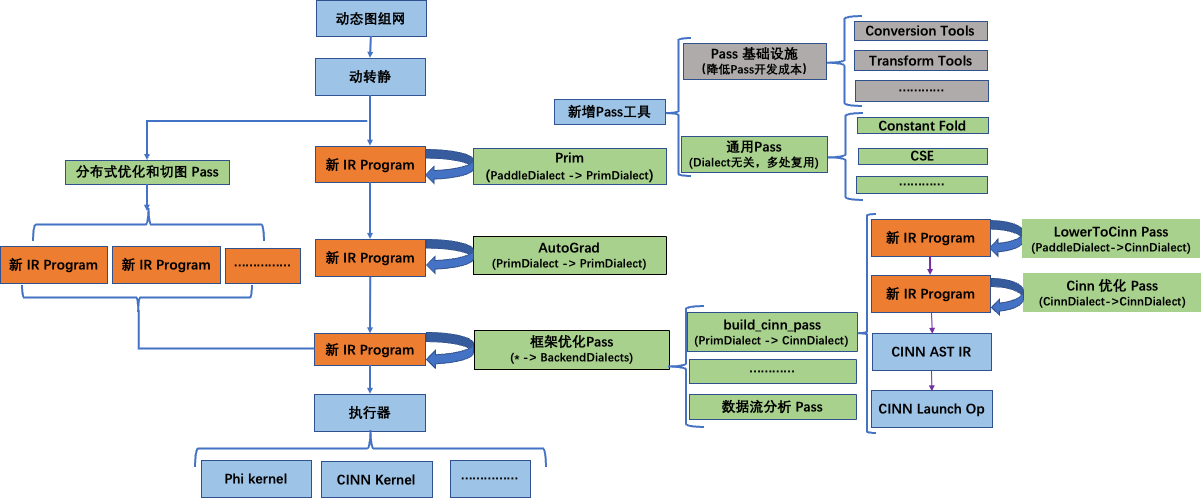 动态图组网
动转静
分布式优化和切图 Pass
新 IR Program
新 IR Program
……………
新 IR Program
Prim
(PaddleDialect -> PrimDialect)
新 IR Program
AutoGrad
(PrimDialect -> PrimDialect)
新 IR Program
框架优化Pass
(* -> BackendDialects)
执行器
Phi kernel
CINN Kernel
……………
新增Pass工具
Pass 基础设施
(降低Pass开发成本)
Conversion Tools
Transform Tools
…………
通用Pass
(Dialect无关，多处复用)
Constant Fold
CSE
…………
build_cinn_pass
(PrimDialect -> CinnDialect)
…………
数据流分析 Pass
新 IR Program
LowerToCinn Pass
(PaddleDialect->CinnDialect)
新 IR Program
Cinn 优化 Pass
(CinnDialect->CinnDialect)
CINN AST IR
CINN Launch Op